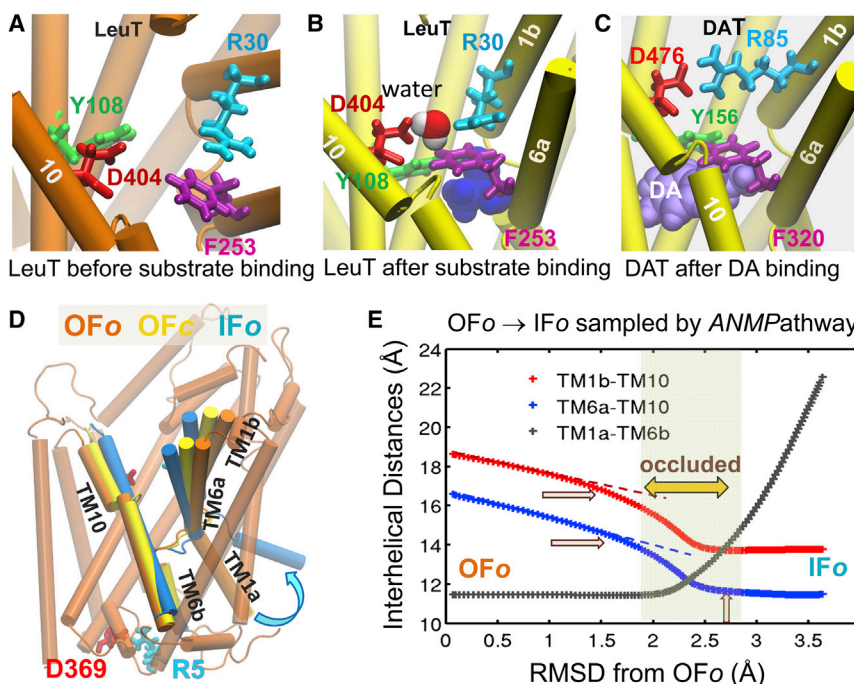 A
LeuT
R30
Y108
D404
10
F253
LeuT before substrate binding
B
LeuT
R30
1b
water
D404
Y108
6a
10
F253
LeuT after substrate binding
C
DAT
1b
D476
R85
Y156
6a
DA
10
F320
DAT after DA binding
D
OFo OFc IFo
TM10
TM6a
TM1b
TM1a
TM6b
D369
R5
E
OFo → IFo sampled by ANMPathway
Interhelical Distances (Å)
24
22
20
18
16
14
12
10
TM1b-TM10
TM6a-TM10
TM1a-TM6b
occluded
OFo
IFo
0 0.5 1 1.5 2 2.5 3 3.5
RMSD from OFo (Å)